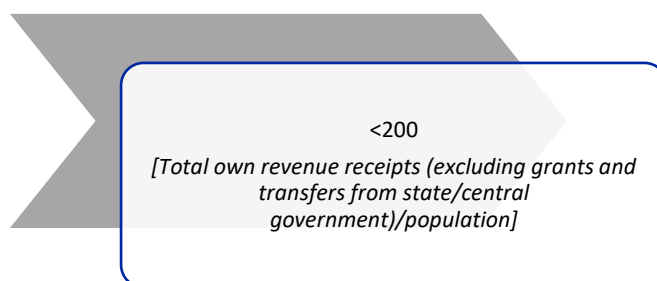 <200
[Total own revenue receipts (excluding grants and
transfers from state/central
government)/population]